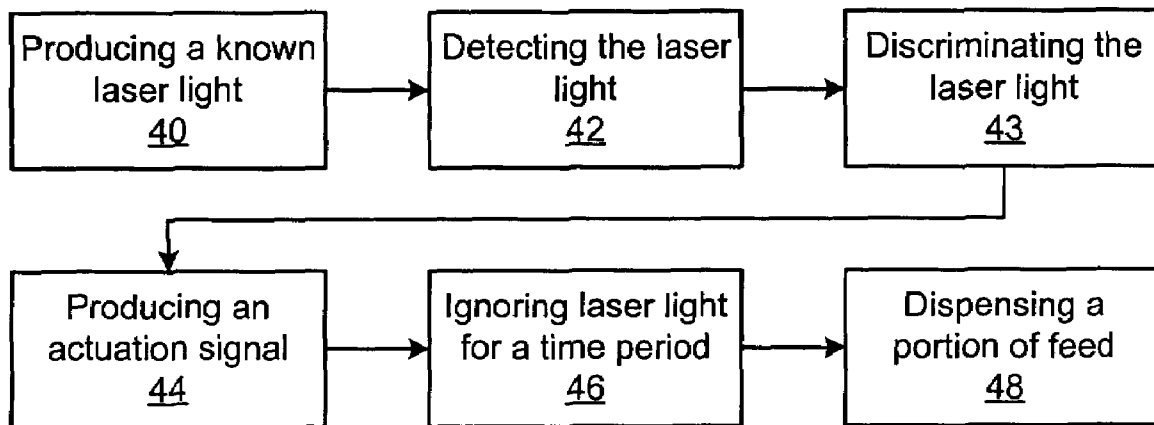 Producing a known
laser light
40
Detecting the laser
light
42
Discriminating the
laser light
43
Producing an
actuation signal
44
Ignoring laser light
for a time period
46
Dispensing a
portion of feed
48